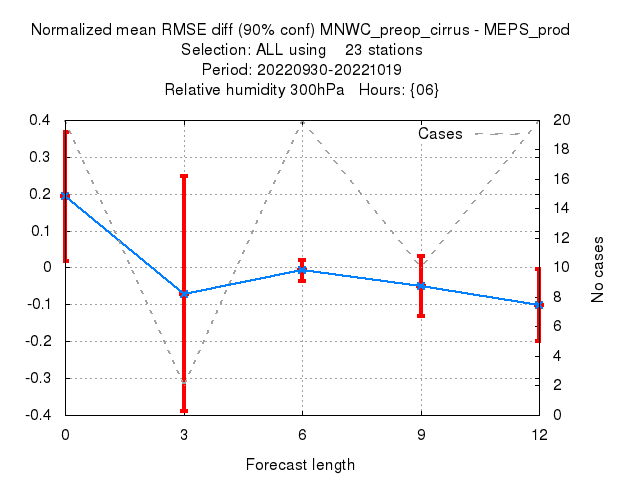 Normalized mean RMSE diff (90% conf) MNWC_preop_cirrus - MEPS_prod
Selection: ALL using 23 stations
Period: 20220930-20221019
Relative humidity 300hPa Hours: {06}
Cases
0.4
0.3
0.2
0.1
0
-0.1
-0.2
-0.3
-0.4
20
18
16
14
12
10
8
6
4
2
0
No cases
0 3 6 9 12
Forecast length